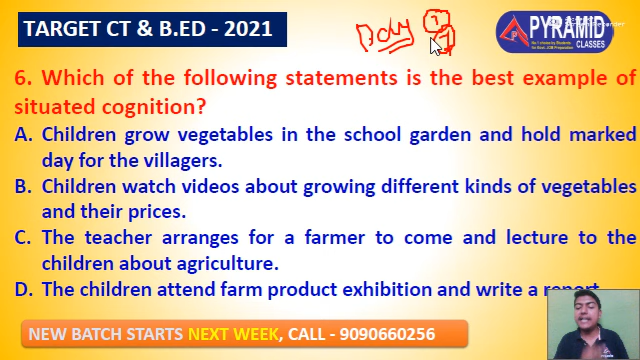 TARGET CT & B.ED - 2021
PYRAMID
CLASSES
6. Which of the following statements is the best example of
situated cognition?
A. Children grow vegetables in the school garden and hold marked
day for the villagers.
B. Children watch videos about growing different kinds of vegetables
and their prices.
C. The teacher arranges for a farmer to come and lecture to the
children about agriculture.
D. The children attend farm product exhibition and write a report.
NEW BATCH STARTS NEXT WEEK, CALL - 9090660256